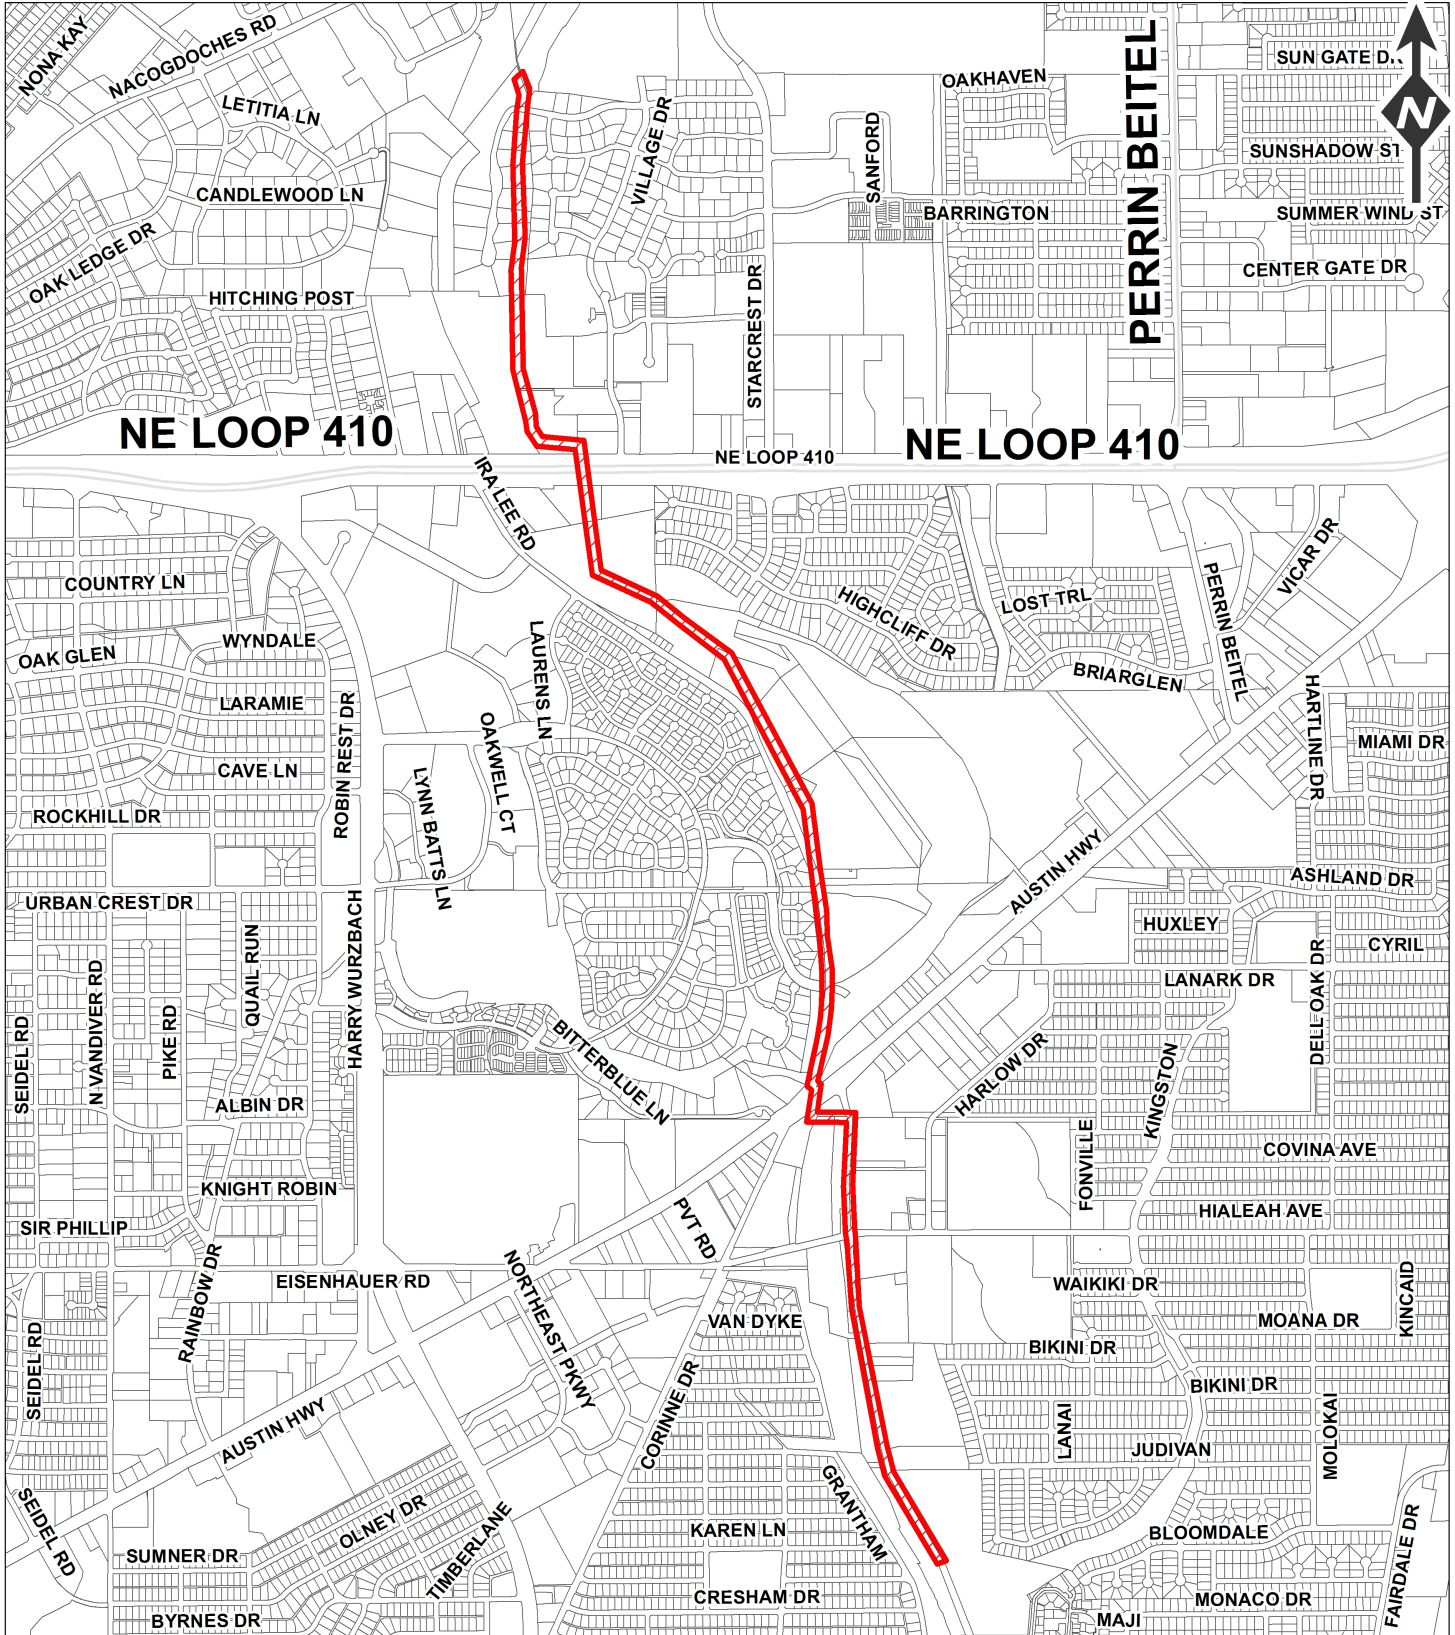 NONA KAY
NACOGDOCHES RD
LETITIA LN
CANDLEWOOD LN
OAK LEDGE DR
HITCHING POST
VILLAGE DR
STARCREST DR
SANFORD
OAKHAVEN
BARRINGTON
PERRIN BEITEL
SUN GATE D
N
SUNSHADOW ST
SUMMER WIND ST
CENTER GATE DR
NE LOOP 410
NE LOOP 410
NE LOOP 410
IRA LEE RD
COUNTRY LN
WYNDALE
OAK GLEN
LARAMIE
CAVE LN
ROCKHILL DR
ROBIN REST DR
LAURENS LN
OAKWELL CT
LYNN BATTS LN
HIGHCLIFF DR
LOST TRL
BRIARGLEN
PERRIN BEITEL
VICAR DR
HARTLINE DR
MIAMI DR
AUSTIN HWY
ASHLAND DR
URBAN CREST DR
HUXLEY
CYRIL
LANARK DR
DELL OAK DR
QUAIL RUN
HARRY WURZBACH
N VANDIVER RD
PIKE RD
SEIDEL RD
BITTERBLUE LN
HARLOW DR
KINGSTON
ALBIN DR
FONVILLE
COVINA AVE
KNIGHT ROBIN
SIR PHILLIP
HIALEAH AVE
PVT RD
RAINBOW DR
EISENHAUER RD
NORTHEAST PKWY
WAIKIKI DR
KINCAID
VAN DYKE
MOANA DR
BIKINI DR
SEIDEL RD
CORINNE DR
BIKINI DR
LANAI
MOLOKAI
AUSTIN HWY
JUDIVAN
GRANTHAM
SEIDEL RD
OLNEY DR
TIMBERLANE
KAREN LN
BLOOMDALE
FAIRDALE DR
SUMNER DR
CRESHAM DR
MONACO DR
BYRNES DR
MAJI